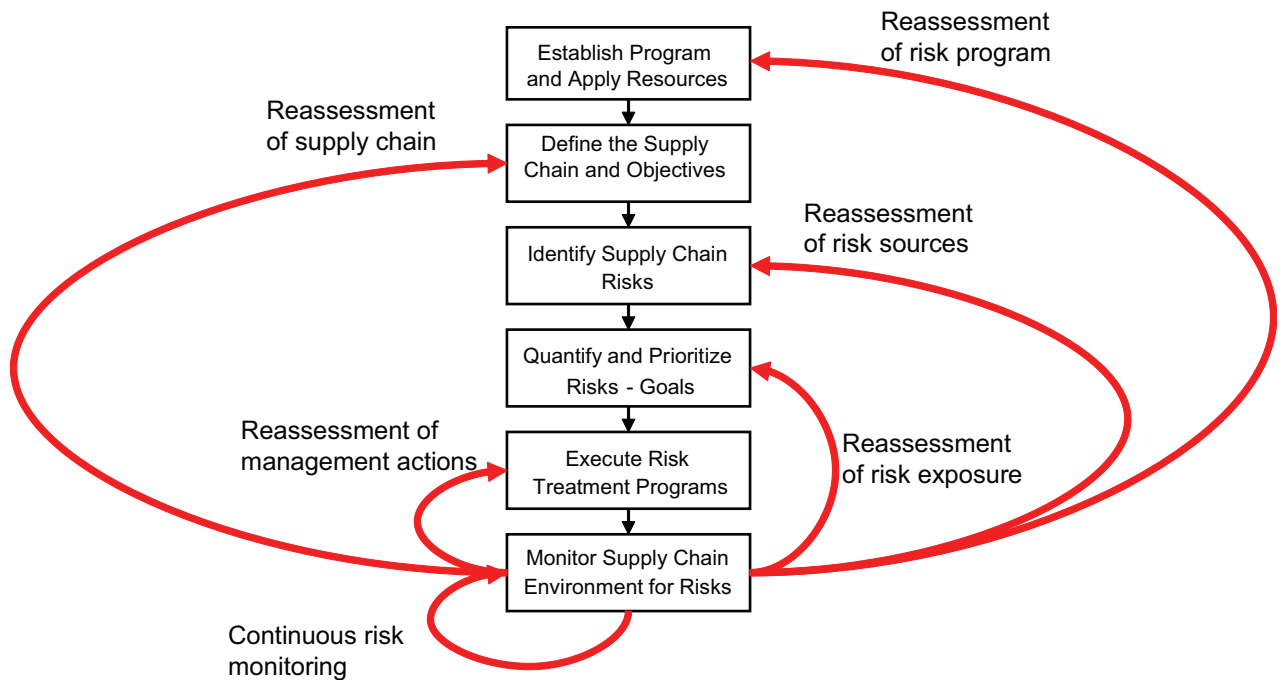 Reassessment
of risk program
Establish Program
and Apply Resources
Reassessment
of supply chain
Define the Supply
Chain and Objectives
Reassessment
of risk sources
Identify Supply Chain
Risks
Quantify and Prioritize
Risks - Goals
Reassessment of
management actions
Execute Risk
Treatment Programs
Reassessment
of risk exposure
Monitor Supply Chain
Environment for Risks
Continuous risk
monitoring